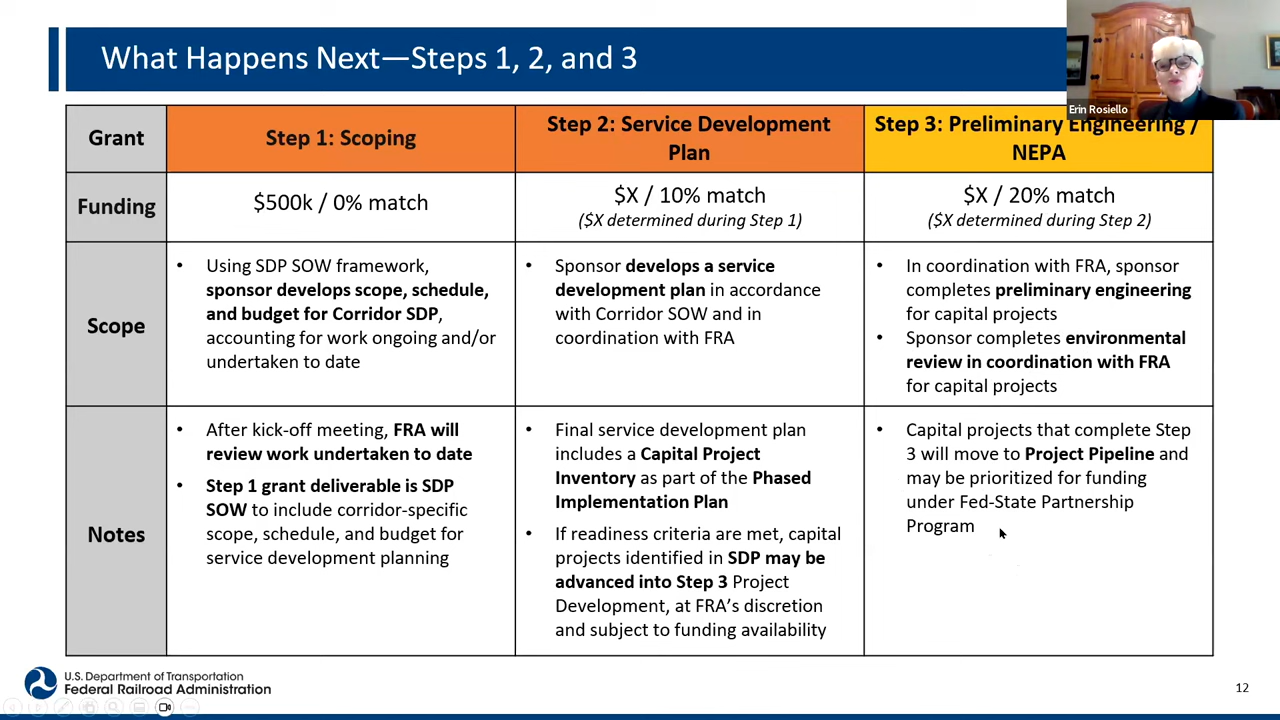 What Happens Next—Steps 1, 2, and 3
Erin Rosiello
Grant
Step 1: Scoping
Step 2: Service Development
Plan
Step 3: Preliminary Engineering /
NEPA
Funding
$500k / 0% match
$X / 10% match
($X determined during Step 1)
$X / 20% match
($X determined during Step 2)
Scope
• Using SDP SOW framework,
sponsor develops scope, schedule,
and budget for Corridor SDP,
accounting for work ongoing and/or
undertaken to date
• Sponsor develops a service
development plan in accordance
with Corridor SOW and in
coordination with FRA
• In coordination with FRA, sponsor
completes preliminary engineering
for capital projects
• Sponsor completes environmental
review in coordination with FRA
for capital projects
Notes
• After kick-off meeting, FRA will
review work undertaken to date
• Step 1 grant deliverable is SDP
SOW to include corridor-specific
scope, schedule, and budget for
service development planning
• Final service development plan
includes a Capital Project
Inventory as part of the Phased
Implementation Plan
• If readiness criteria are met, capital
projects identified in SDP may be
advanced into Step 3 Project
Development, at FRA's discretion
and subject to funding availability
• Capital projects that complete Step
3 will move to Project Pipeline and
may be prioritized for funding
under Fed-State Partnership
Program
U.S. Department of Transportation
Federal Railroad Administration
12